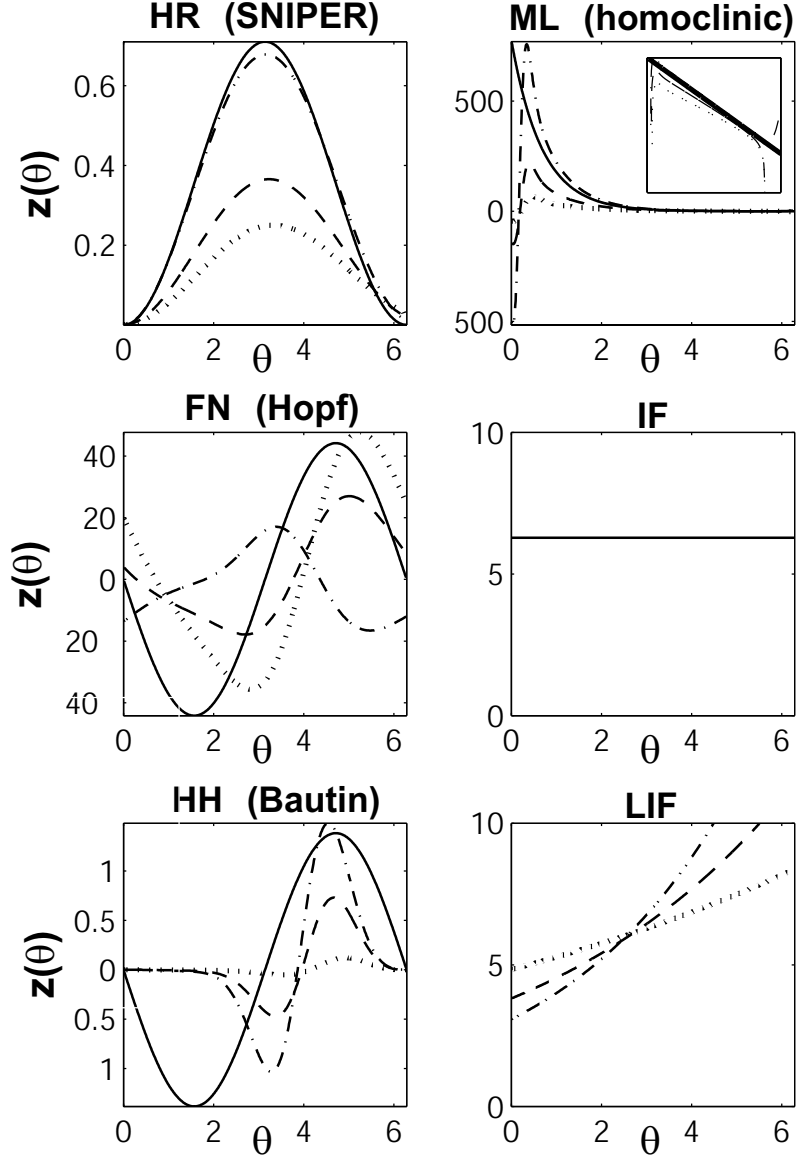 HR (SNIPER)
z(θ)
0.6
0.4
0.2
0 2 4 6
θ
ML (homoclinic)
500
0
500
0 2 4 6
θ
FN (Hopf)
z(θ)
40
20
0
20
40
0 2 4 6
θ
IF
10
5
0
0 2 4 6
θ
HH (Bautin)
z(θ)
1
0.5
0
0.5
1
0 2 4 6
θ
LIF
10
5
0
0 2 4 6
θ